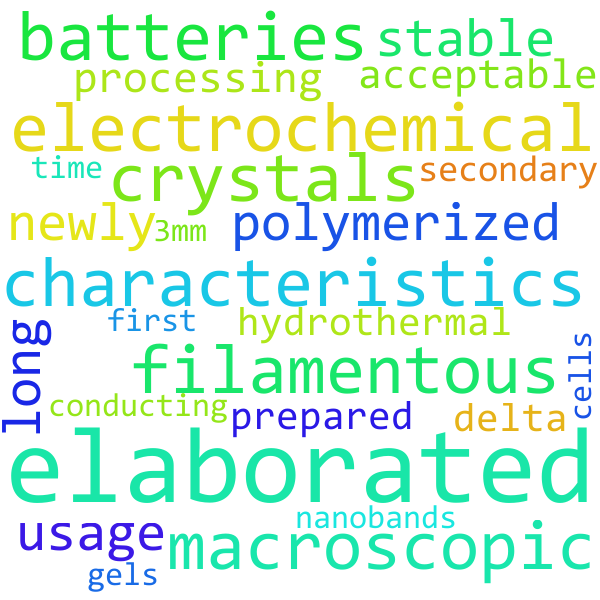 batteries stable
processing acceptable
electrochemical
time crystals secondary
newly 3mm polymerized
characteristics
long first hydrothermal cells
filamentous
conducting prepared delta
elaborated
usage nanobands
macroscopic
gels